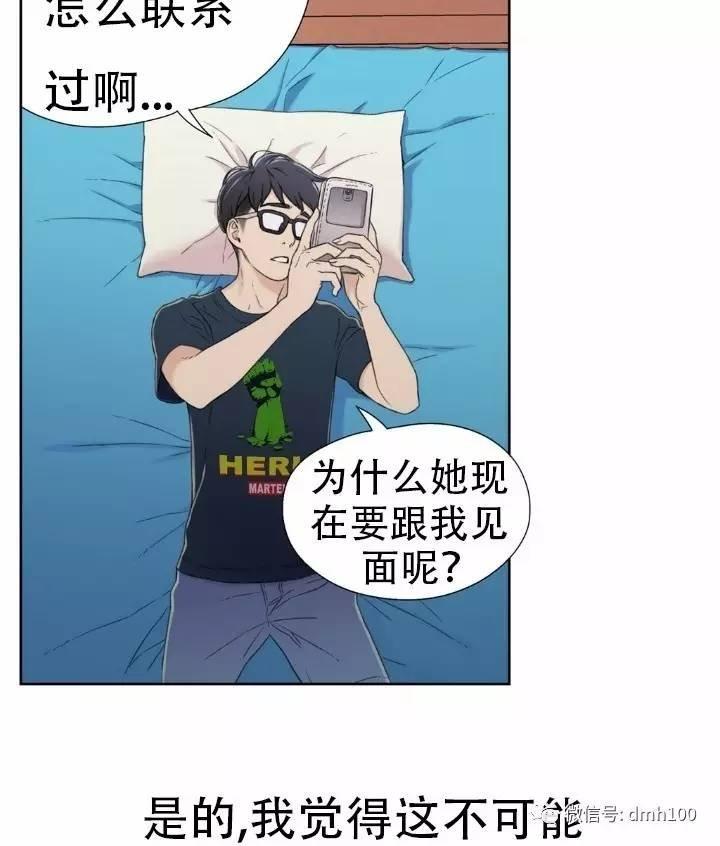 怎么联系
过啊...
HER
MARTE
为什么她现
在要跟我见
面呢?
是的,我觉得这不可能
微信号: dmh100